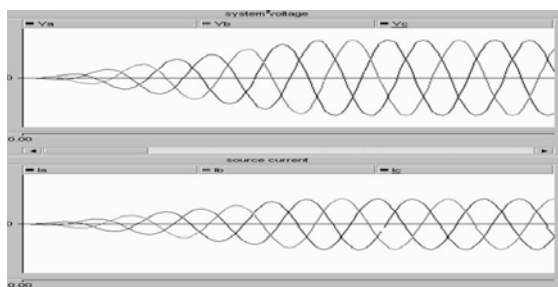 system voltage
Va Vb Vc
0
0.00
source current
Ia Ib Ic
0
0.00